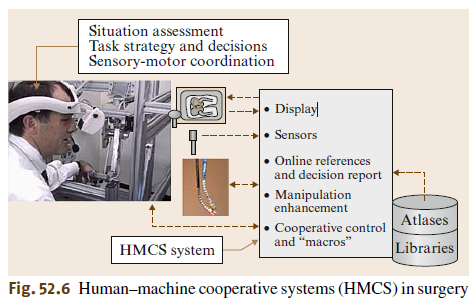 Situation assessment
Task strategy and decisions
Sensory-motor coordination
• Display
• Sensors
• Online references
and decision report
• Manipulation
enhancement
• Cooperative control
and “macros”
Atlases
Libraries
HMCS system
Fig. 52.6 Human–machine cooperative systems (HMCS) in surgery